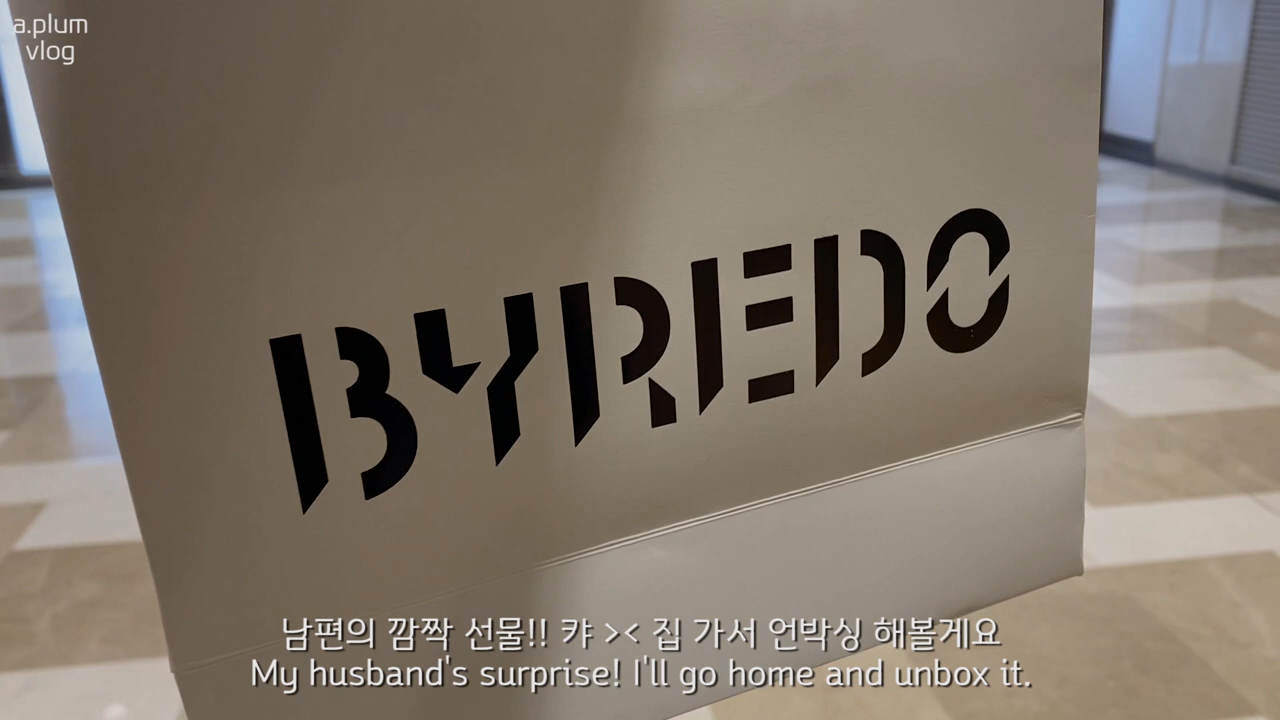 a.plum
vlog
BYREDO
남편의 깜짝 선물!! 캬 >< 집 가서 언박싱 해볼게요
My husband's surprise! I'll go home and unbox it.